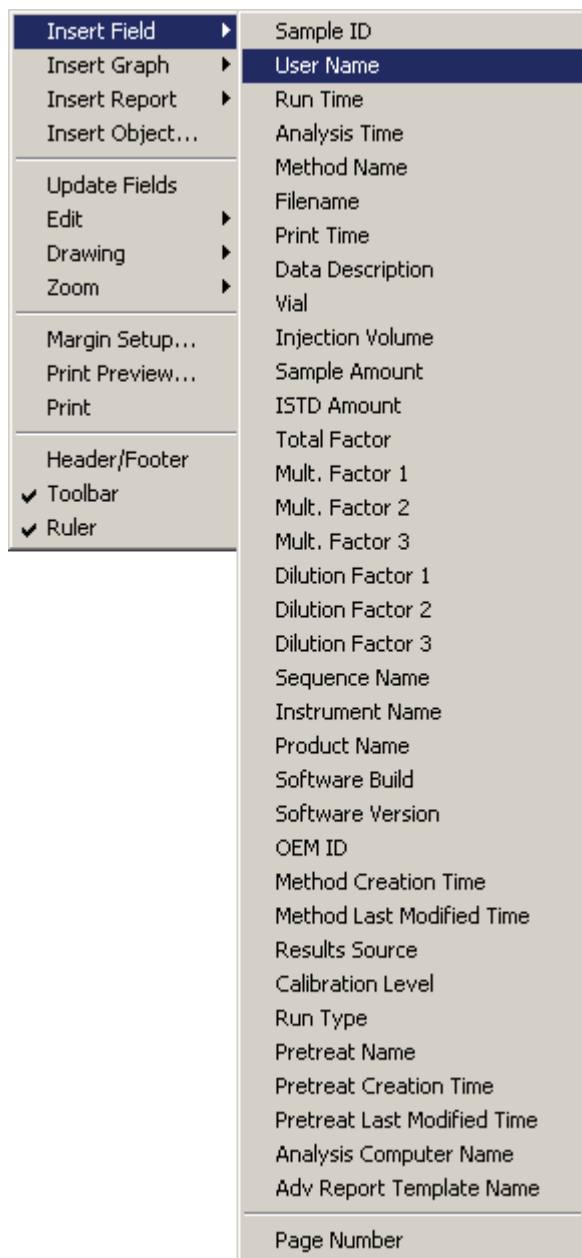 Insert Field
Insert Graph
Insert Report
Insert Object...
Update Fields
Edit
Drawing
Zoom
Margin Setup...
Print Preview...
Print
Header/Footer
Toolbar
Ruler
Sample ID
User Name
Run Time
Analysis Time
Method Name
Filename
Print Time
Data Description
Vial
Injection Volume
Sample Amount
ISTD Amount
Total Factor
Mult. Factor 1
Mult. Factor 2
Mult. Factor 3
Dilution Factor 1
Dilution Factor 2
Dilution Factor 3
Sequence Name
Instrument Name
Product Name
Software Build
Software Version
OEM ID
Method Creation Time
Method Last Modified Time
Results Source
Calibration Level
Run Type
Pretreat Name
Pretreat Creation Time
Pretreat Last Modified Time
Analysis Computer Name
Adv Report Template Name
Page Number